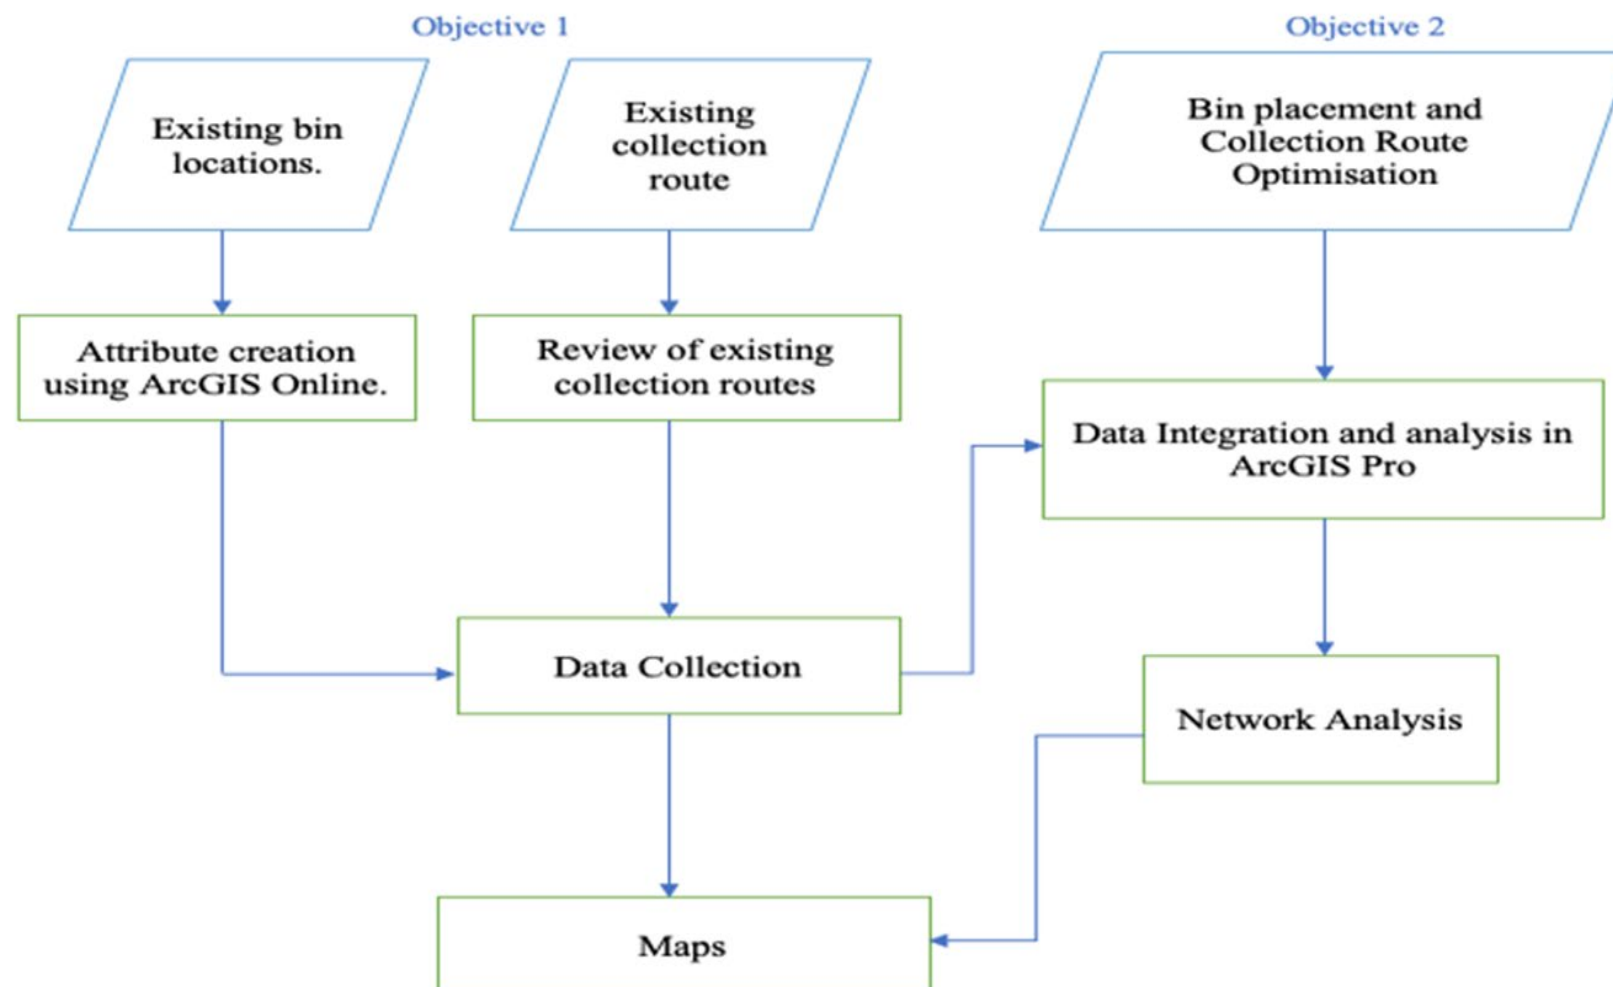 Objective 1
Objective 2
Existing bin
locations.
Existing
collection
route
Bin placement and
Collection Route
Optimisation
Attribute creation
using ArcGIS Online.
Review of existing
collection routes
Data Integration and analysis in
ArcGIS Pro
Data Collection
Network Analysis
Maps